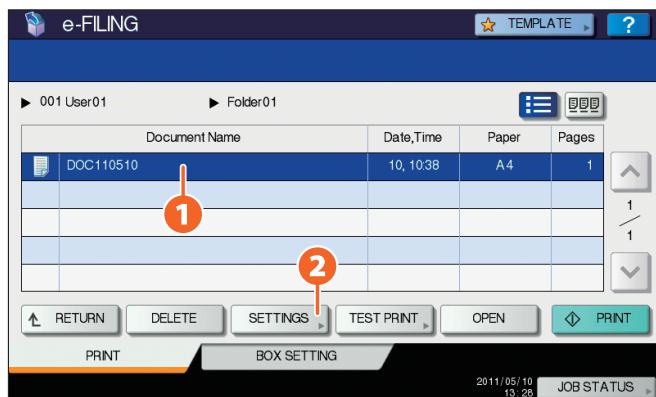 e-FILING
TEMPLATE
?
001 User01 Folder01
Document Name Date,Time Paper Pages
DOC110510 10, 10:38 A4 1
1
1
1
2
RETURN DELETE SETTINGS TEST PRINT OPEN PRINT
PRINT BOX SETTING
2011/05/10
13:28
JOB STATUS